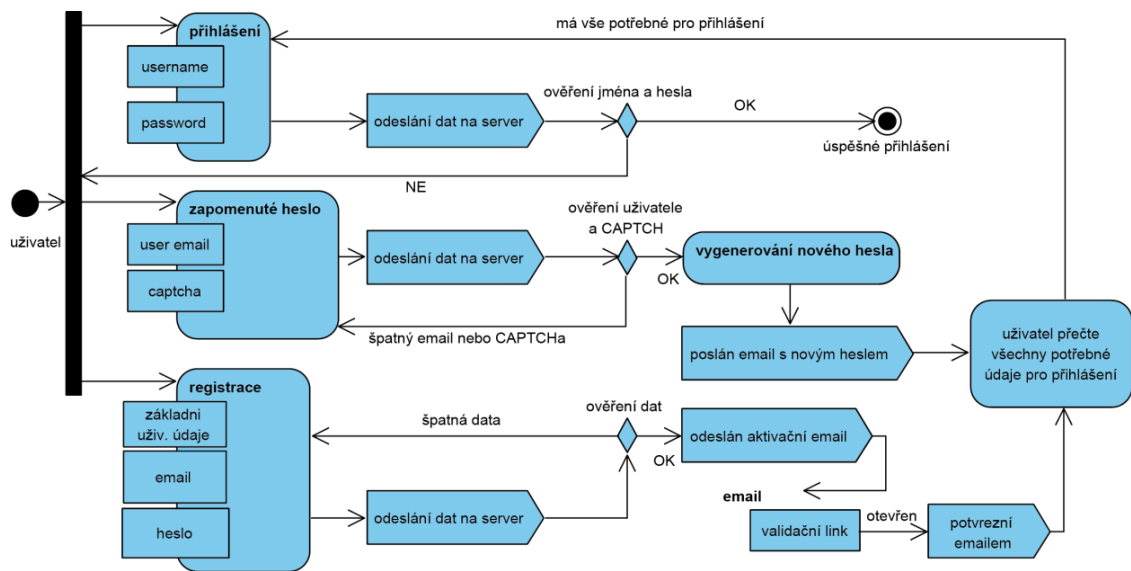 má vše potřebné pro přihlášení
přihlášení
username
password
odeslání dat na server
ověření jména a hesla
OK
úspěšné přihlášení
NE
uživatel
zapomenuté heslo
user email
captcha
odeslání dat na server
ověření uživatele
a CAPTCH
OK
vygenerování nového hesla
špatný email nebo CAPTCHa
poslán email s novým heslem
uživatel přečte
všechny potřebné
údaje pro přihlášení
registrace
základni
uživ. údaje
email
heslo
špatná data
odeslání dat na server
ověření dat
OK
odeslán aktivační email
email
validační link
otevřen
potvrezní
emailem